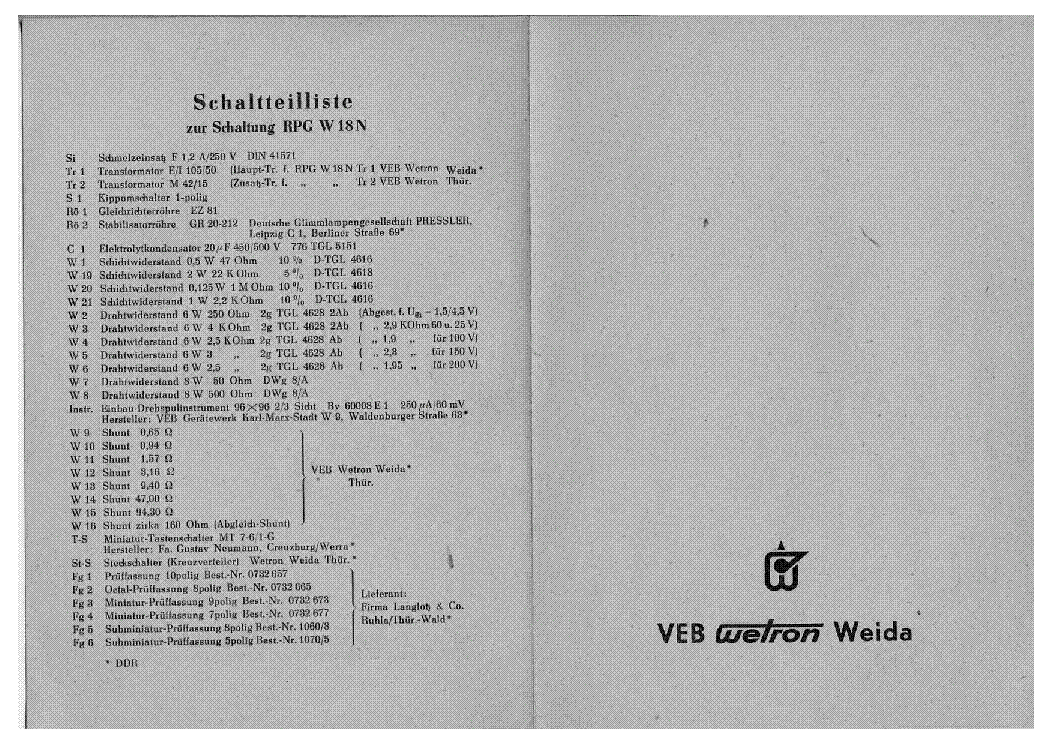 Schaltteilliste
zur Schaltung RPG W 18 N
Si Schmelzeinsatz F 1,2 A/250 V DIN 41571
Tr 1 Transformator E/I 105/50 (Haupt-Tr. f. RPG W 18 N Tr 1 VEB Wetron Weida*
Tr 2 Transformator M 42/15 (Zusatz-Tr. f. „ „ Tr 2 VEB Wetron Thür.
S 1 Kippumschalter 1-polig
Rö 1 Gleichrichterröhre EZ 81
Rö 2 Stabilisatorröhre GR 20-212 Deutsche Glimmlampengesellschaft PRESSLER,
Leipzig C 1, Berliner Straße 69*
C 1 Elektrolytkondensator 20 µF 450/500 V 776 TGL 5151
W 1 Schichtwiderstand 0,5 W 47 Ohm 10 % D-TGL 4616
W 19 Schichtwiderstand 2 W 22 KOhm 5 % D-TGL 4618
W 20 Schichtwiderstand 0,125 W 1 M Ohm 10 % D-TGL 4616
W 21 Schichtwiderstand 1 W 2,2 KOhm 10 % D-TGL 4616
W 2 Drahtwiderstand 6 W 250 Ohm 2g TGL 4628 2Ab (Abgest. f. - 1,5/4,5 V)
W 3 Drahtwiderstand 6 W 4 KOhm 2g TGL 4628 2Ab ( „ 2,9 KOhm 60 u. 25 V)
W 4 Drahtwiderstand 6 W 2,5 KOhm 2g TGL 4628 Ab ( „ 1,9 „ für 100 V)
W 5 Drahtwiderstand 6 W 3 „ 2g TGL 4628 Ab ( „ 2,8 „ für 150 V)
W 6 Drahtwiderstand 6 W 2,5 „ 2g TGL 4628 Ab ( „ 1,95 „ für 200 V)
W 7 Drahtwiderstand 8 W 50 Ohm DWg 8/A
W 8 Drahtwiderstand 8 W 500 Ohm DWg 8/A
Instr. Einbau Drehspulinstrument 96×96 2/3 Sicht Bv 60008 E 1 250 µA/60 mV
Hersteller: VEB Gerätewerk Karl-Marx-Stadt W 9, Waldenburger Straße 63*
W 9 Shunt 0,65 Ω
W 10 Shunt 0,94 Ω
W 11 Shunt 1,57 Ω
W 12 Shunt 3,16 Ω
W 13 Shunt 9,40 Ω
W 14 Shunt 47,00 Ω
W 15 Shunt 94,30 Ω
W 16 Shunt zirka 160 Ohm (Abgleich-Shunt)
VEB Wetron Weida*
Thür.
T-S Miniatur-Tastenschalter MT 7-6/1-G
Hersteller: Fa. Gustav Neumann, Creuzburg/Werra*
St-S Steckschalter (Kreuzverteiler) Wetron Weida Thür.*
Fg 1 Prüffassung 10polig Best.-Nr. 0732 657
Fg 2 Octal-Prüffassung 8polig Best.-Nr. 0732 665
Fg 3 Miniatur-Prüffassung 9polig Best.-Nr. 0732 673
Fg 4 Miniatur-Prüffassung 7polig Best.-Nr. 0732 677
Fg 5 Subminiatur-Prüffassung 8polig Best.-Nr. 1060/8
Fg 6 Subminiatur-Prüffassung 5polig Best.-Nr. 1070/5
Lieferant:
Firma Langlotz & Co.
Ruhla/Thür.-Wald*
* DDR
VEB wetron Weida